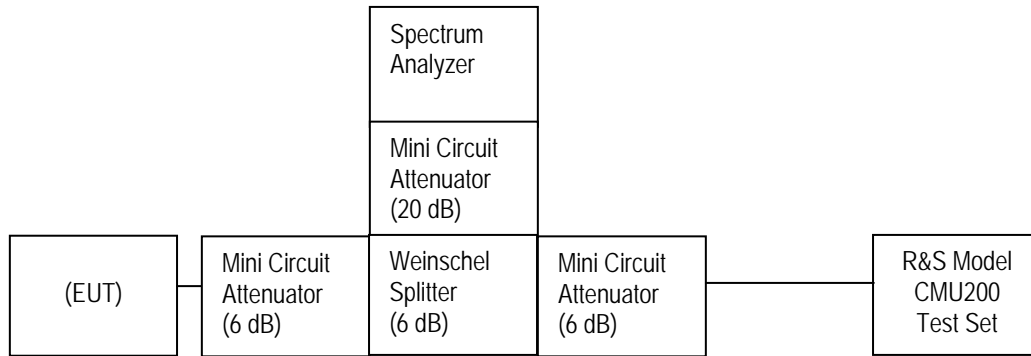 Spectrum
Analyzer
Mini Circuit
Attenuator
(20 dB)
(EUT)
Mini Circuit
Attenuator
(6 dB)
Weinschel
Splitter
(6 dB)
Mini Circuit
Attenuator
(6 dB)
R&S Model
CMU200
Test Set